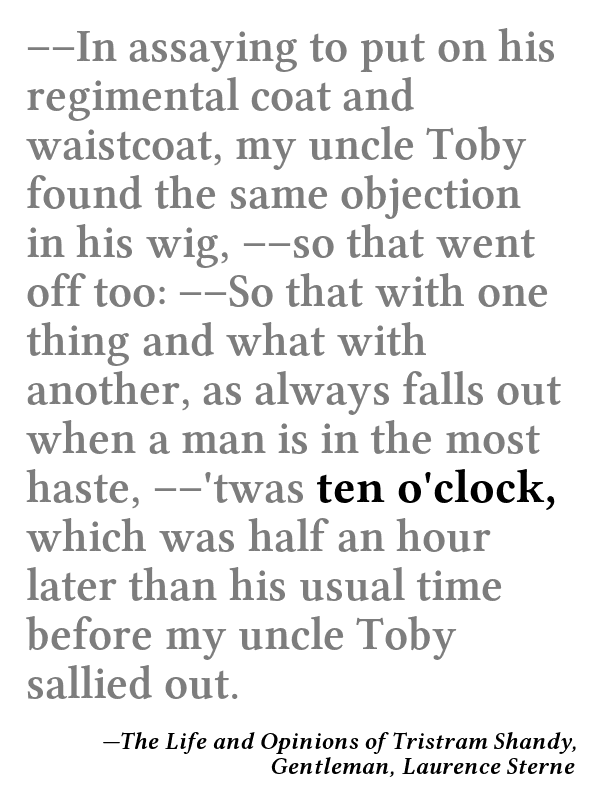 ––In assaying to put on his
regimental coat and
waistcoat, my uncle Toby
found the same objection
in his wig, ––so that went
off too: ––So that with one
thing and what with
another, as always falls out
when a man is in the most
haste, ––'twas ten o'clock,
which was half an hour
later than his usual time
before my uncle Toby
sallied out.
—The Life and Opinions of Tristram Shandy,
Gentleman, Laurence Sterne